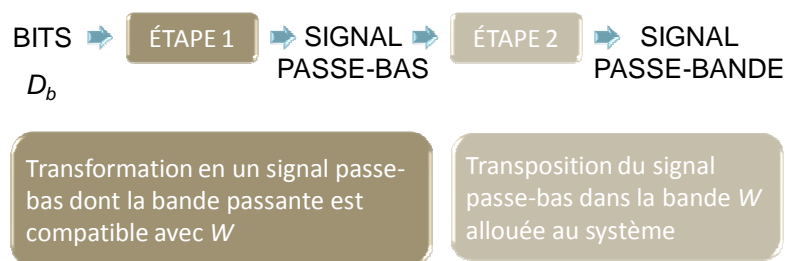 BITS ÉTAPE 1 SIGNAL ÉTAPE 2 SIGNAL
PASSE-BAS PASSE-BANDE
D_b
Transformation en un signal passe-
bas dont la bande passante est
compatible avec W
Transposition du signal
passe-bas dans la bande W
allouée au système